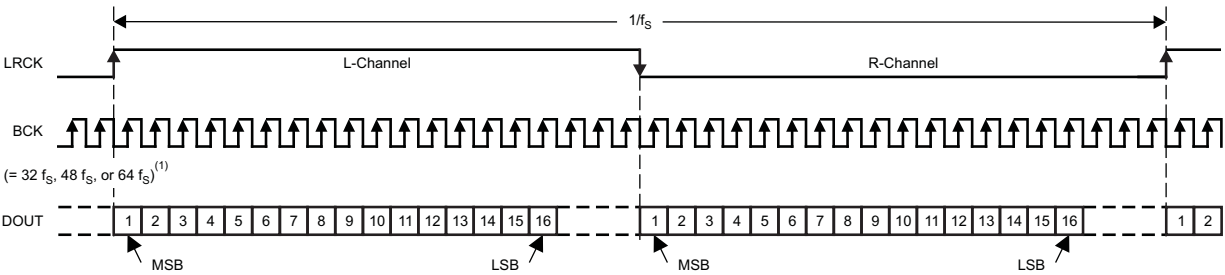 1/fS
LRCK L-Channel R-Channel
BCK
(= 32 fS, 48 fS, or 64 fS)(1)
DOUT 1 2 3 4 5 6 7 8 9 10 11 12 13 14 15 16 1 2 3 4 5 6 7 8 9 10 11 12 13 14 15 16 1 2
MSB LSB MSB LSB